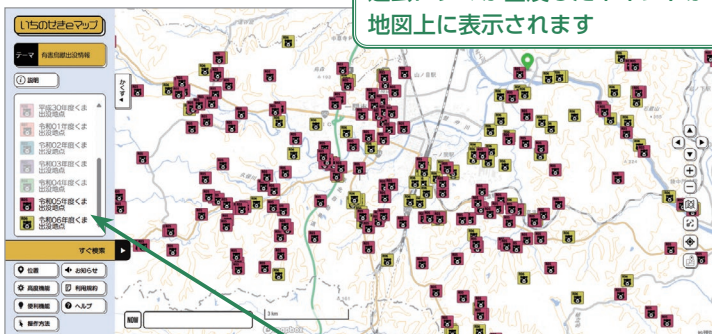 地図上に表示されます
いちのせきeマップ
テーマ 有害鳥獣出没情報
説明
かくす
平成30年度くま
出没地点
令和01年度くま
出没地点
令和02年度くま
出没地点
令和03年度くま
出没地点
令和04年度くま
出没地点
令和05年度くま
出没地点
令和06年度くま
出没地点
すぐ検索
位置
お知らせ
高度機能
利用規約
便利機能
ヘルプ
操作方法
NOW
2 km
山ノ目駅